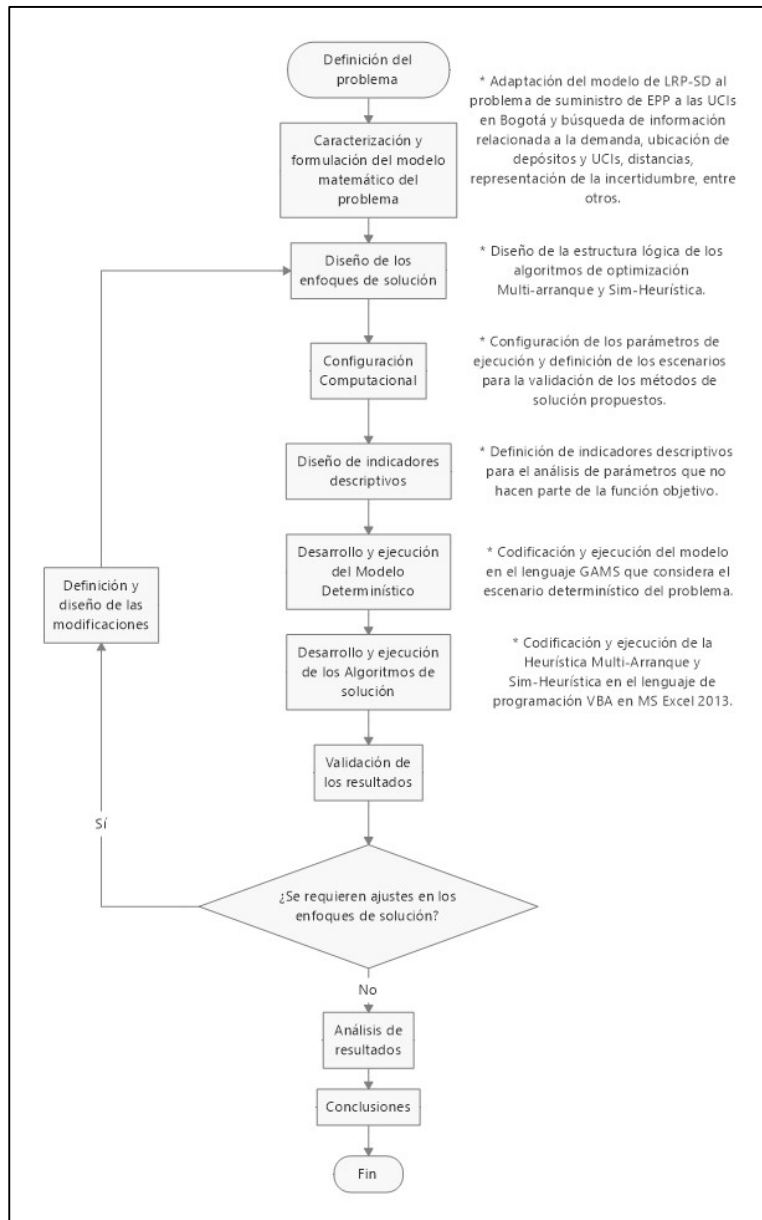 Definición del
problema
* Adaptación del modelo de LRP-SD al
problema de suministro de EPP a las UCIs
en Bogotá y búsqueda de información
relacionada a la demanda, ubicación de
depósitos y UCIs, distancias,
representación de la incertidumbre, entre
otros.
Caracterización y
formulación del modelo
matemático del
problema
Diseño de los
enfoques de solución
* Diseño de la estructura lógica de los
algoritmos de optimización
Multi-arranque y Sim-Heurística.
Configuración
Computacional
* Configuración de los parámetros de
ejecución y definición de los escenarios
para la validación de los métodos de
solución propuestos.
Diseño de indicadores
descriptivos
* Definición de indicadores descriptivos
para el análisis de parámetros que no
hacen parte de la función objetivo.
Desarrollo y ejecución
del Modelo
Determinístico
* Codificación y ejecución del modelo
en el lenguaje GAMS que considera el
escenario determinístico del problema.
Definición y
diseño de las
modificaciones
Desarrollo y ejecución
de los Algoritmos de
solución
* Codificación y ejecución de la
Heurística Multi-Arranque y
Sim-Heurística en el lenguaje de
programación VBA en MS Excel 2013.
Validación de
los resultados
Sí
¿Se requieren ajustes en los
enfoques de solución?
No
Análisis de
resultados
Conclusiones
Fin